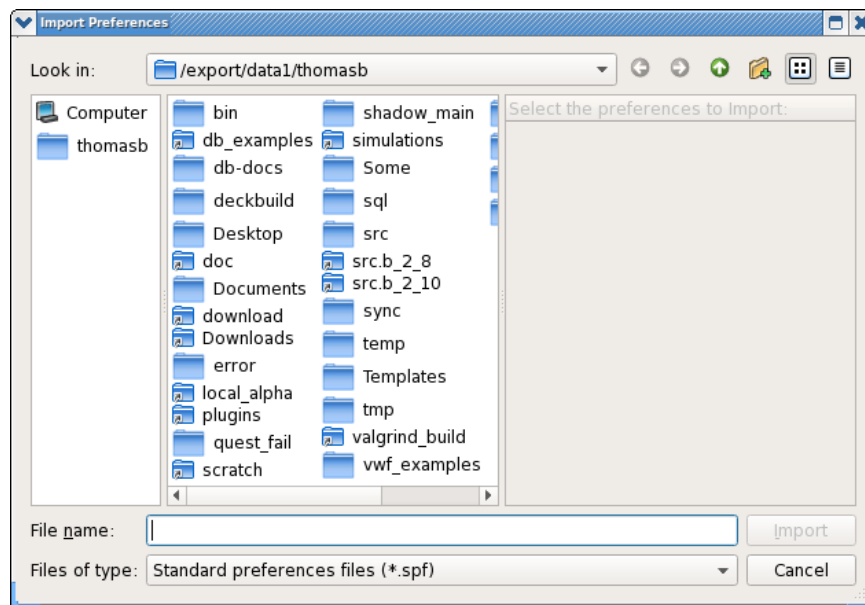 Import Preferences
Look in:
/export/data1/thomasb
Computer
thomasb
bin
db_examples
db-docs
deckbuild
Desktop
doc
Documents
download
Downloads
error
local_alpha
plugins
quest_fail
scratch
shadow_main
simulations
Some
sql
src
src.b_2_8
src.b_2_10
sync
temp
Templates
tmp
valgrind_build
vwf_examples
Select the preferences to Import:
File name:
Import
Files of type:
Standard preferences files (*.spf)
Cancel